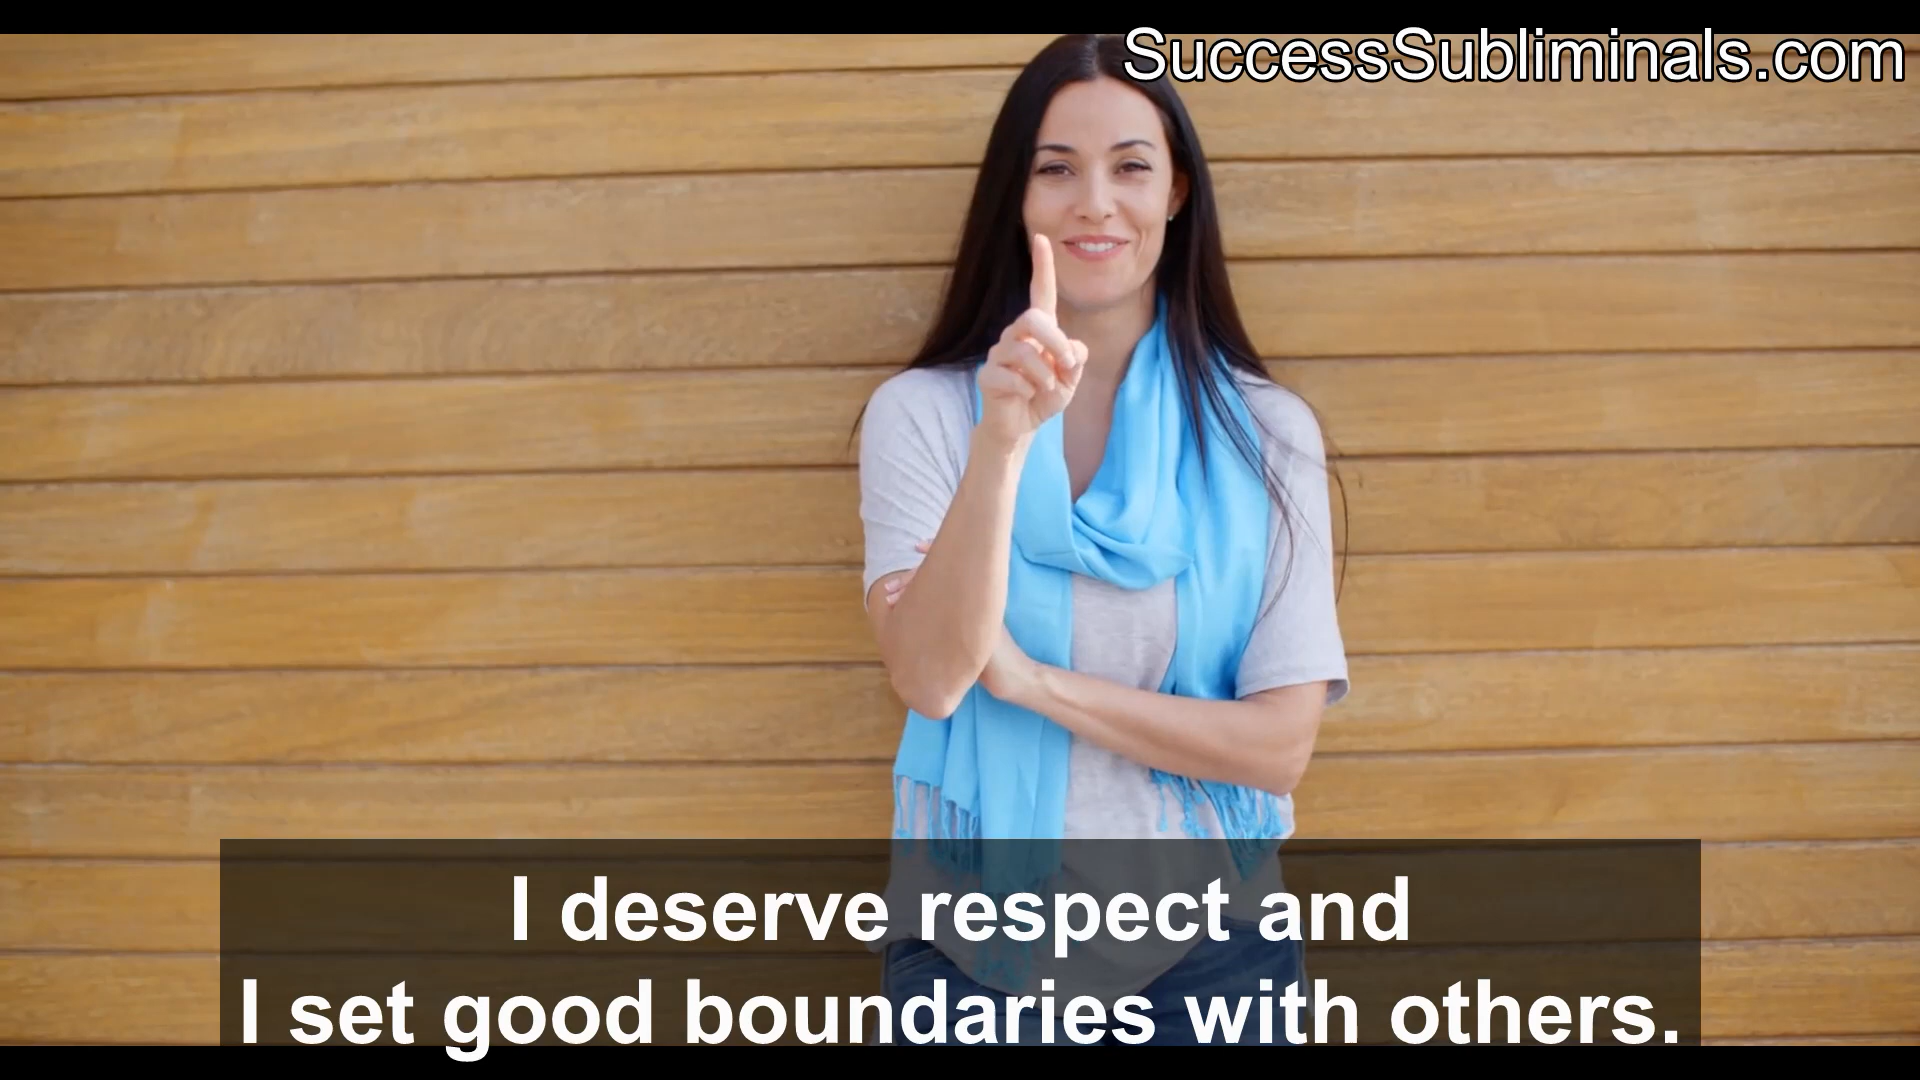 SuccessSubliminals.com
I deserve respect and
I set good boundaries with others.